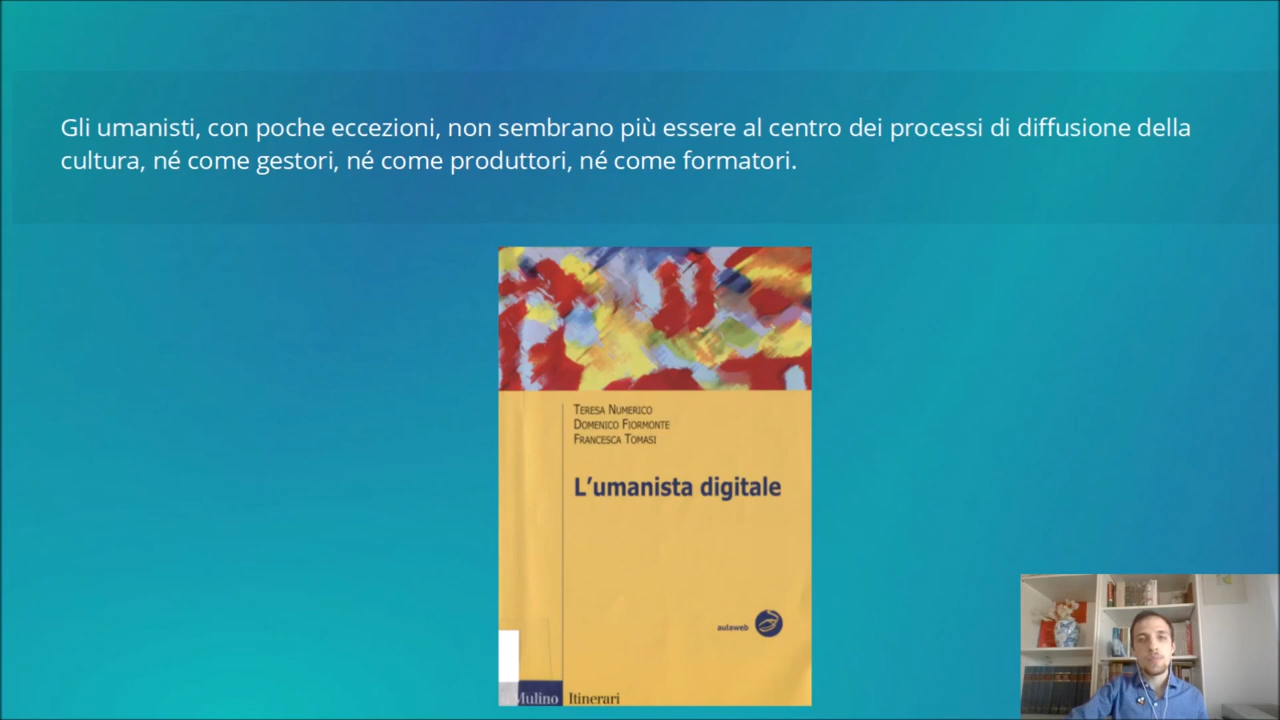 Gli umanisti, con poche eccezioni, non sembrano più essere al centro dei processi di diffusione della
cultura, né come gestori, né come produttori, né come formatori.
Teresa Numerico
Domenico Fiormonte
Francesca Tomasi
L'umanista digitale
aulaweb
Mulino Itinerari